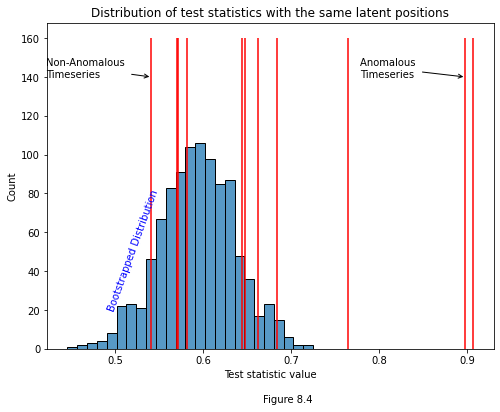 Distribution of test statistics with the same latent positions
160
140
120
100
80
60
40
20
0
Count
Non-Anomalous
Timeseries
Anomalous
Timeseries
Bootstrapped Distribution
0.5 0.6 0.7 0.8 0.9
Test statistic value
Figure 8.4